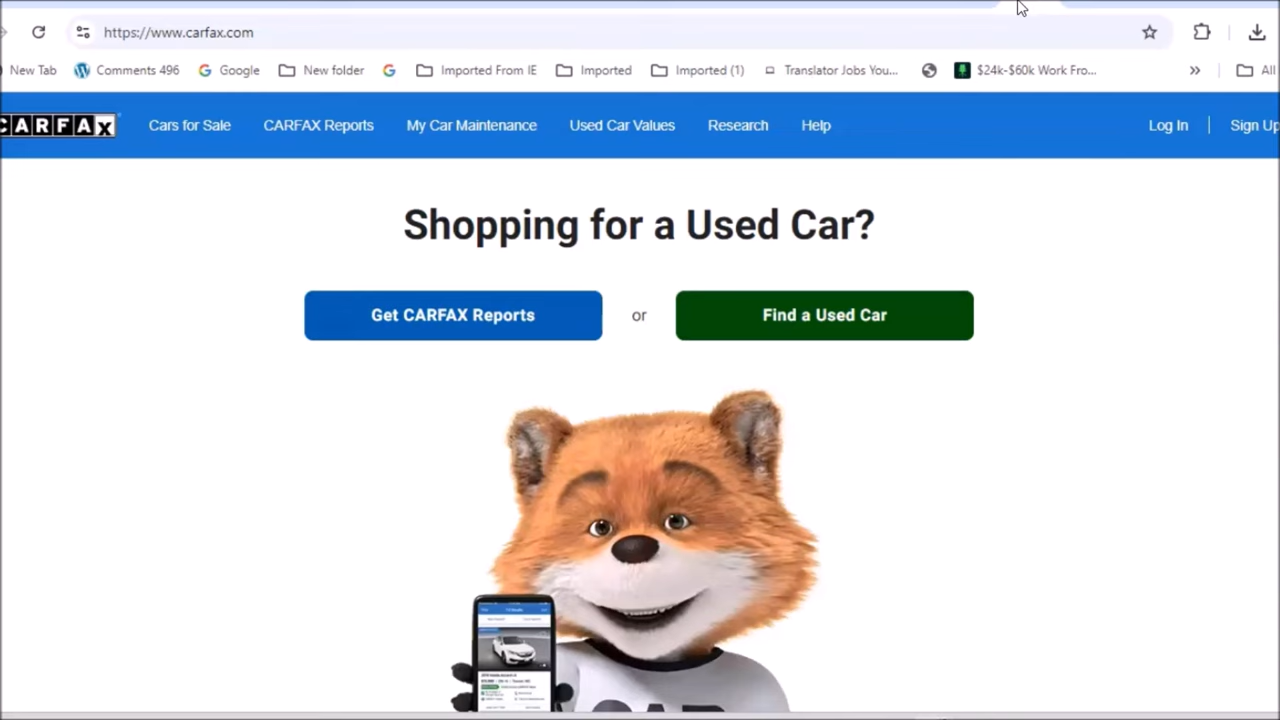 https://www.carfax.com
New Tab
Comments 496
Google
New folder
Imported From IE
Imported
Imported (1)
Translator Jobs You...
$24k-$60k Work Fro...
»
All
CARFAX
Cars for Sale
CARFAX Reports
My Car Maintenance
Used Car Values
Research
Help
Log In
Sign Up
Shopping for a Used Car?
Get CARFAX Reports
or
Find a Used Car
CAR